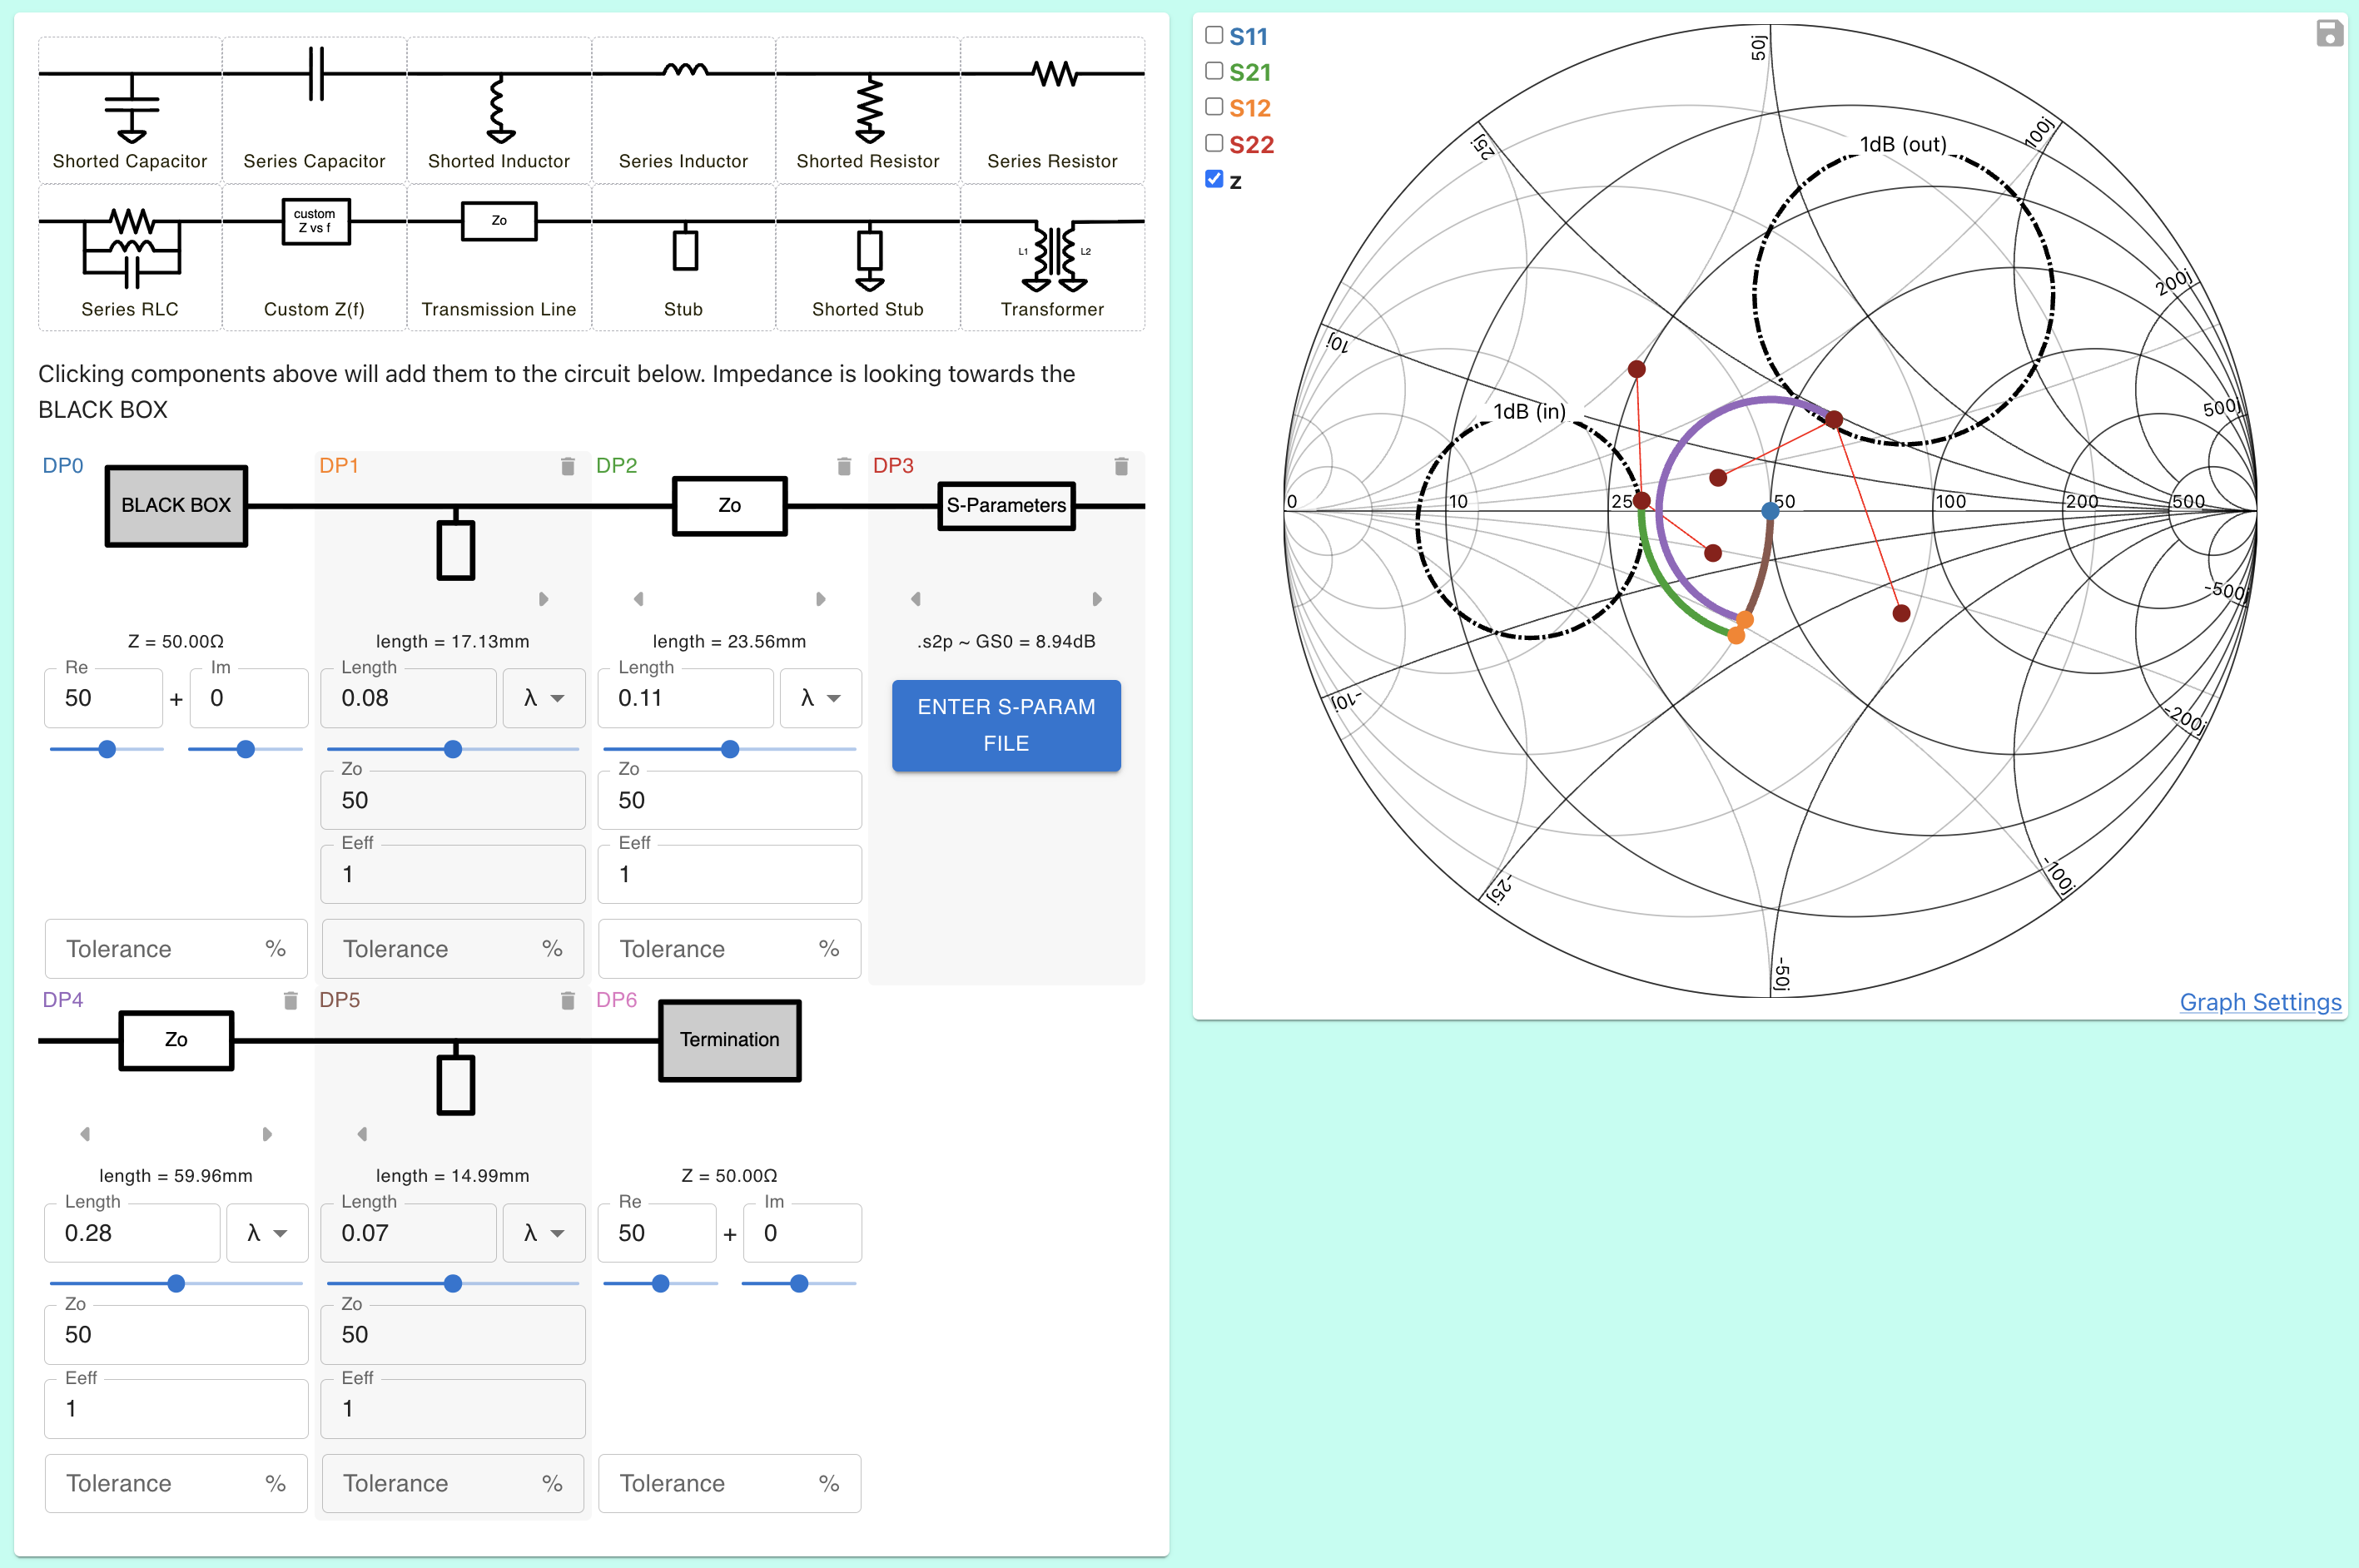 Shorted Capacitor
Series Capacitor
Shorted Inductor
Series Inductor
Shorted Resistor
Series Resistor
custom
Z vs f
Zo
L1
L2
Series RLC
Custom Z(f)
Transmission Line
Stub
Shorted Stub
Transformer
Clicking components above will add them to the circuit below. Impedance is looking towards the
BLACK BOX
DP0
BLACK BOX
Z = 50.00Ω
Re
50
+
Im
0
Tolerance %
DP1
length = 17.13mm
Length
0.08
λ
Zo
50
Eeff
1
Tolerance %
DP2
Zo
length = 23.56mm
Length
0.11
λ
Zo
50
Eeff
1
Tolerance %
DP3
S-Parameters
.s2p ~ GS0 = 8.94dB
ENTER S-PARAM
FILE
DP4
Zo
length = 59.96mm
Length
0.28
λ
Zo
50
Eeff
1
Tolerance %
DP5
length = 14.99mm
Length
0.07
λ
Zo
50
Eeff
1
Tolerance %
DP6
Termination
Z = 50.00Ω
Re
50
+
Im
0
Tolerance %
S11
S21
S12
S22
z
50j
25j
100j
1dB (out)
200j
10j
1dB (in)
500j
0
10
25
50
100
200
500
-500j
-10j
-200j
-25j
-100j
-50j
Graph Settings